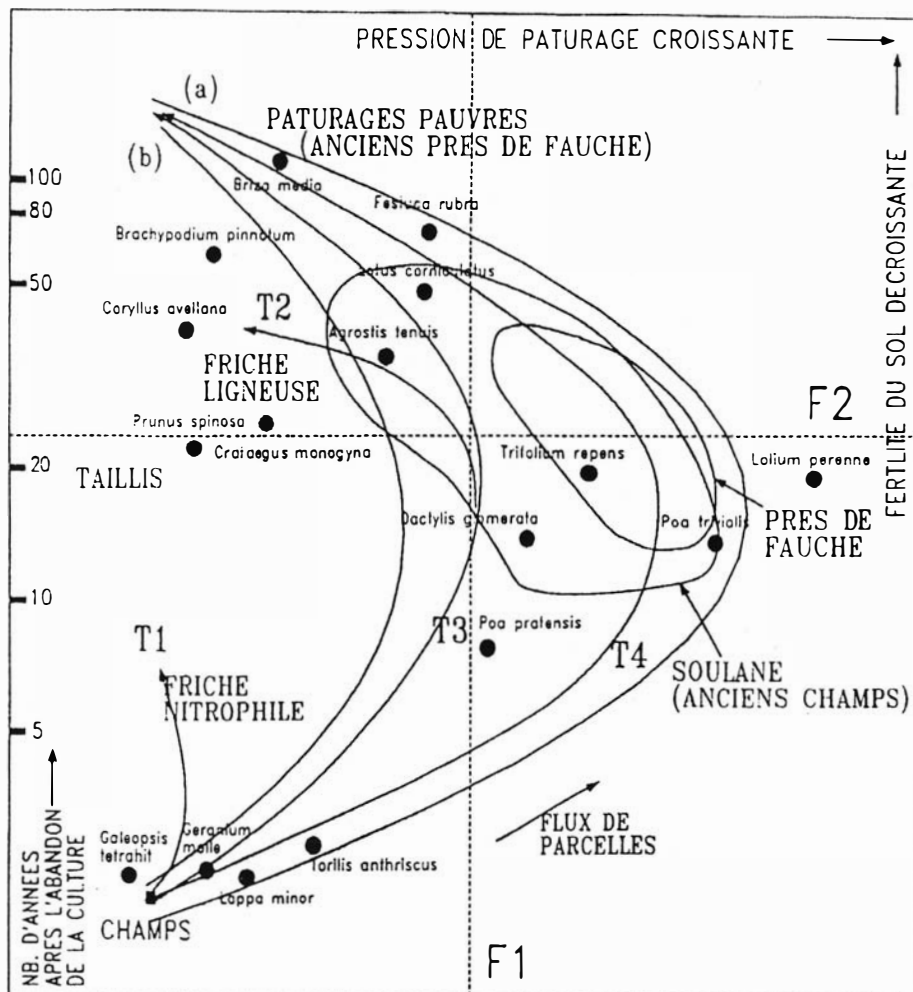 PRESSION DE PATURAGE CROISSANTE
FERTILITE DU SOL DECROISSANTE
(a)
(b)
PATURAGES PAUVRES
(ANCIENS PRES DE FAUCHE)
Briza media
Festuca rubra
100
80
50
20
10
5
Brachypodium pinnatum
Lotus corniculatus
Coryllus avellana
T2
Agrostis tenuis
FRICHE
LIGNEUSE
F2
Prunus spinosa
Crataegus monogyna
TAILLIS
Trifolium repens
Lolium perenne
Dactylis glomerata
Poa trivialis
PRES DE
FAUCHE
T1
T3
Poa pratensis
T4
FRICHE
NITROPHILE
SOULANE
(ANCIENS CHAMPS)
FLUX DE
PARCELLES
Galeopsis
tetrahit
Geranium
molle
Torilis anthriscus
Lappa minor
CHAMPS
NB. D'ANNEES
APRES L'ABANDON
DE LA CULTURE
F1